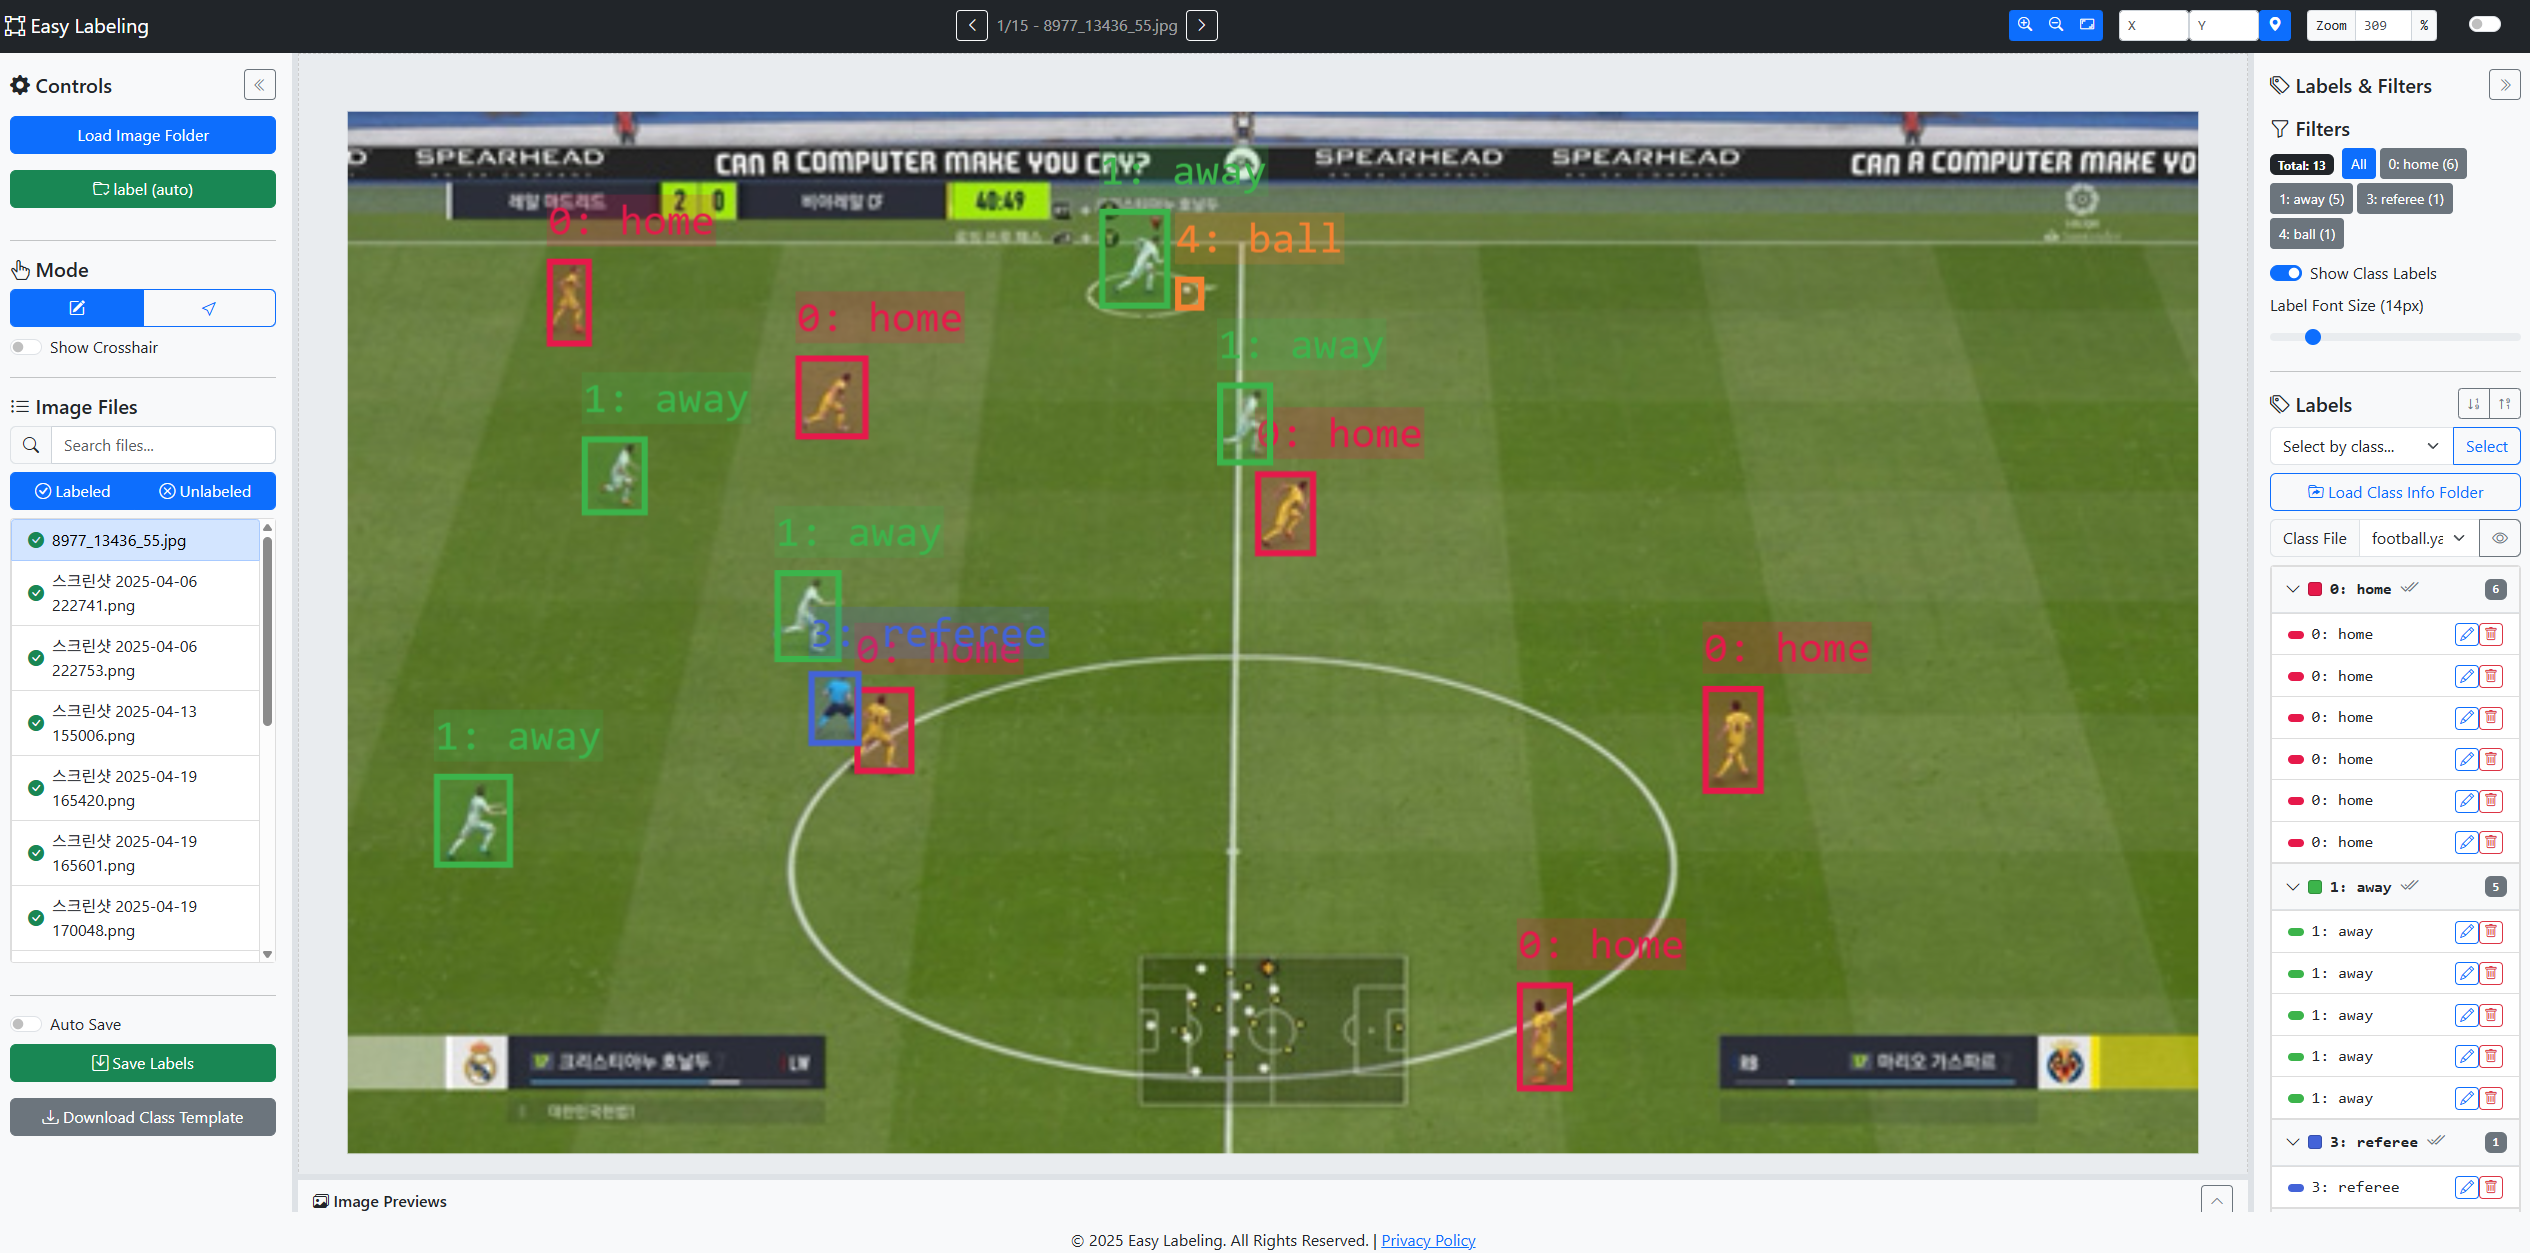 Easy Labeling
1/15 - 8977_13436_55.jpg
X
Y
Zoom 309 %
Controls
Load Image Folder
label (auto)
Mode
Show Crosshair
Image Files
Search files...
Labeled
Unlabeled
8977_13436_55.jpg
스크린샷 2025-04-06
222741.png
스크린샷 2025-04-06
222753.png
스크린샷 2025-04-13
155006.png
스크린샷 2025-04-19
165420.png
스크린샷 2025-04-19
165601.png
스크린샷 2025-04-19
170048.png
Auto Save
Save Labels
Download Class Template
SPEARHEAD
CAN A COMPUTER MAKE YOU CRY?
SPEARHEAD
SPEARHEAD
CAN A COMPUTER MAKE YO
레알 마드리드
2
0
비야레알 CF
40:49
1: away
0: home
4: ball
0: home
1: away
1: away
0: home
1: away
3: referee
0: home
0: home
1: away
0: home
크리스티아누 호날두
LW
대한민국헌법1
RB
마리오 가스파르
Image Previews
Labels & Filters
Filters
Total: 13
All
0: home (6)
1: away (5)
3: referee (1)
4: ball (1)
Show Class Labels
Label Font Size (14px)
Labels
Select by class...
Select
Load Class Info Folder
Class File
football.ya
0: home
6
0: home
0: home
0: home
0: home
0: home
0: home
1: away
5
1: away
1: away
1: away
1: away
1: away
3: referee
1
3: referee
© 2025 Easy Labeling. All Rights Reserved. | Privacy Policy